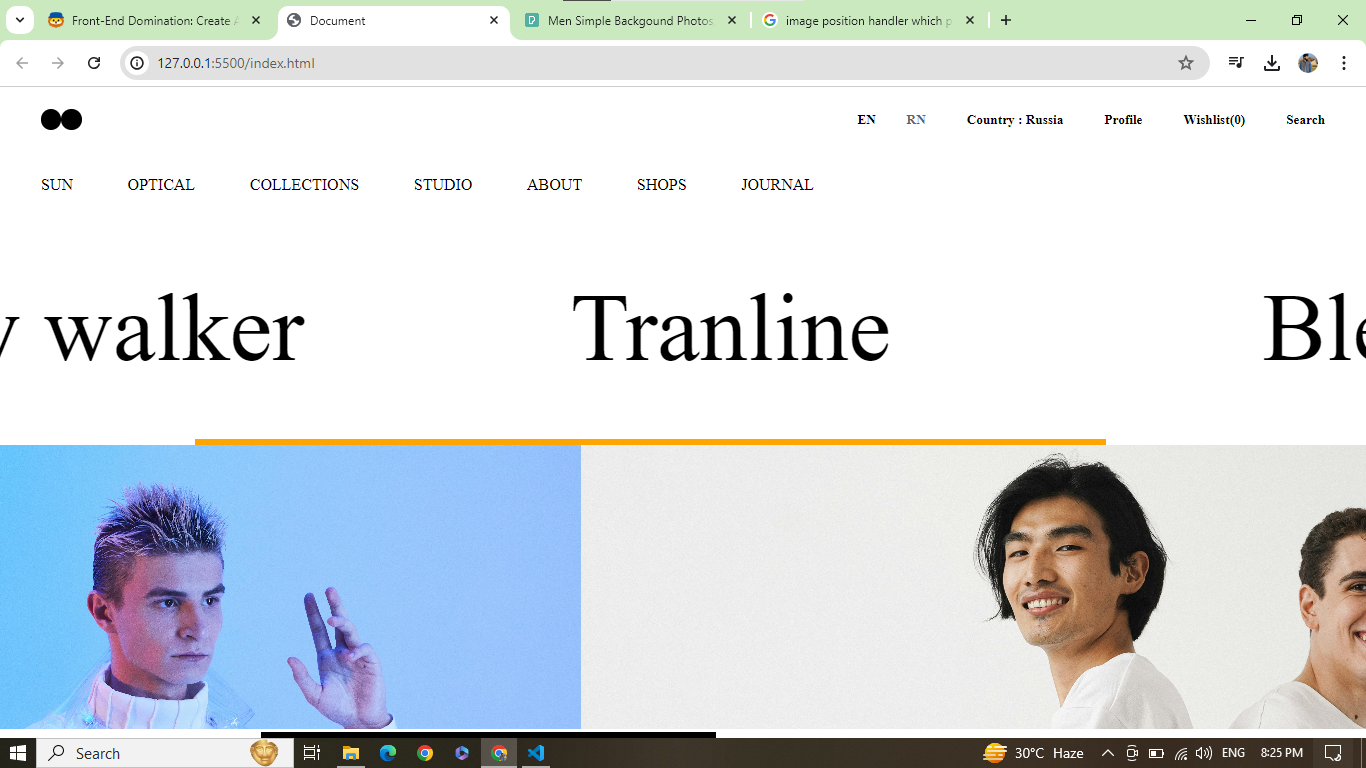 Front-End Domination: Create A
Document
Men Simple Backgound Photos
image position handler which p
127.0.0.1:5500/index.html
EN RN Country : Russia Profile Wishlist(0) Search
SUN OPTICAL COLLECTIONS STUDIO ABOUT SHOPS JOURNAL
y walker Tranline Ble
Search
30°C Haze
ENG
8:25 PM